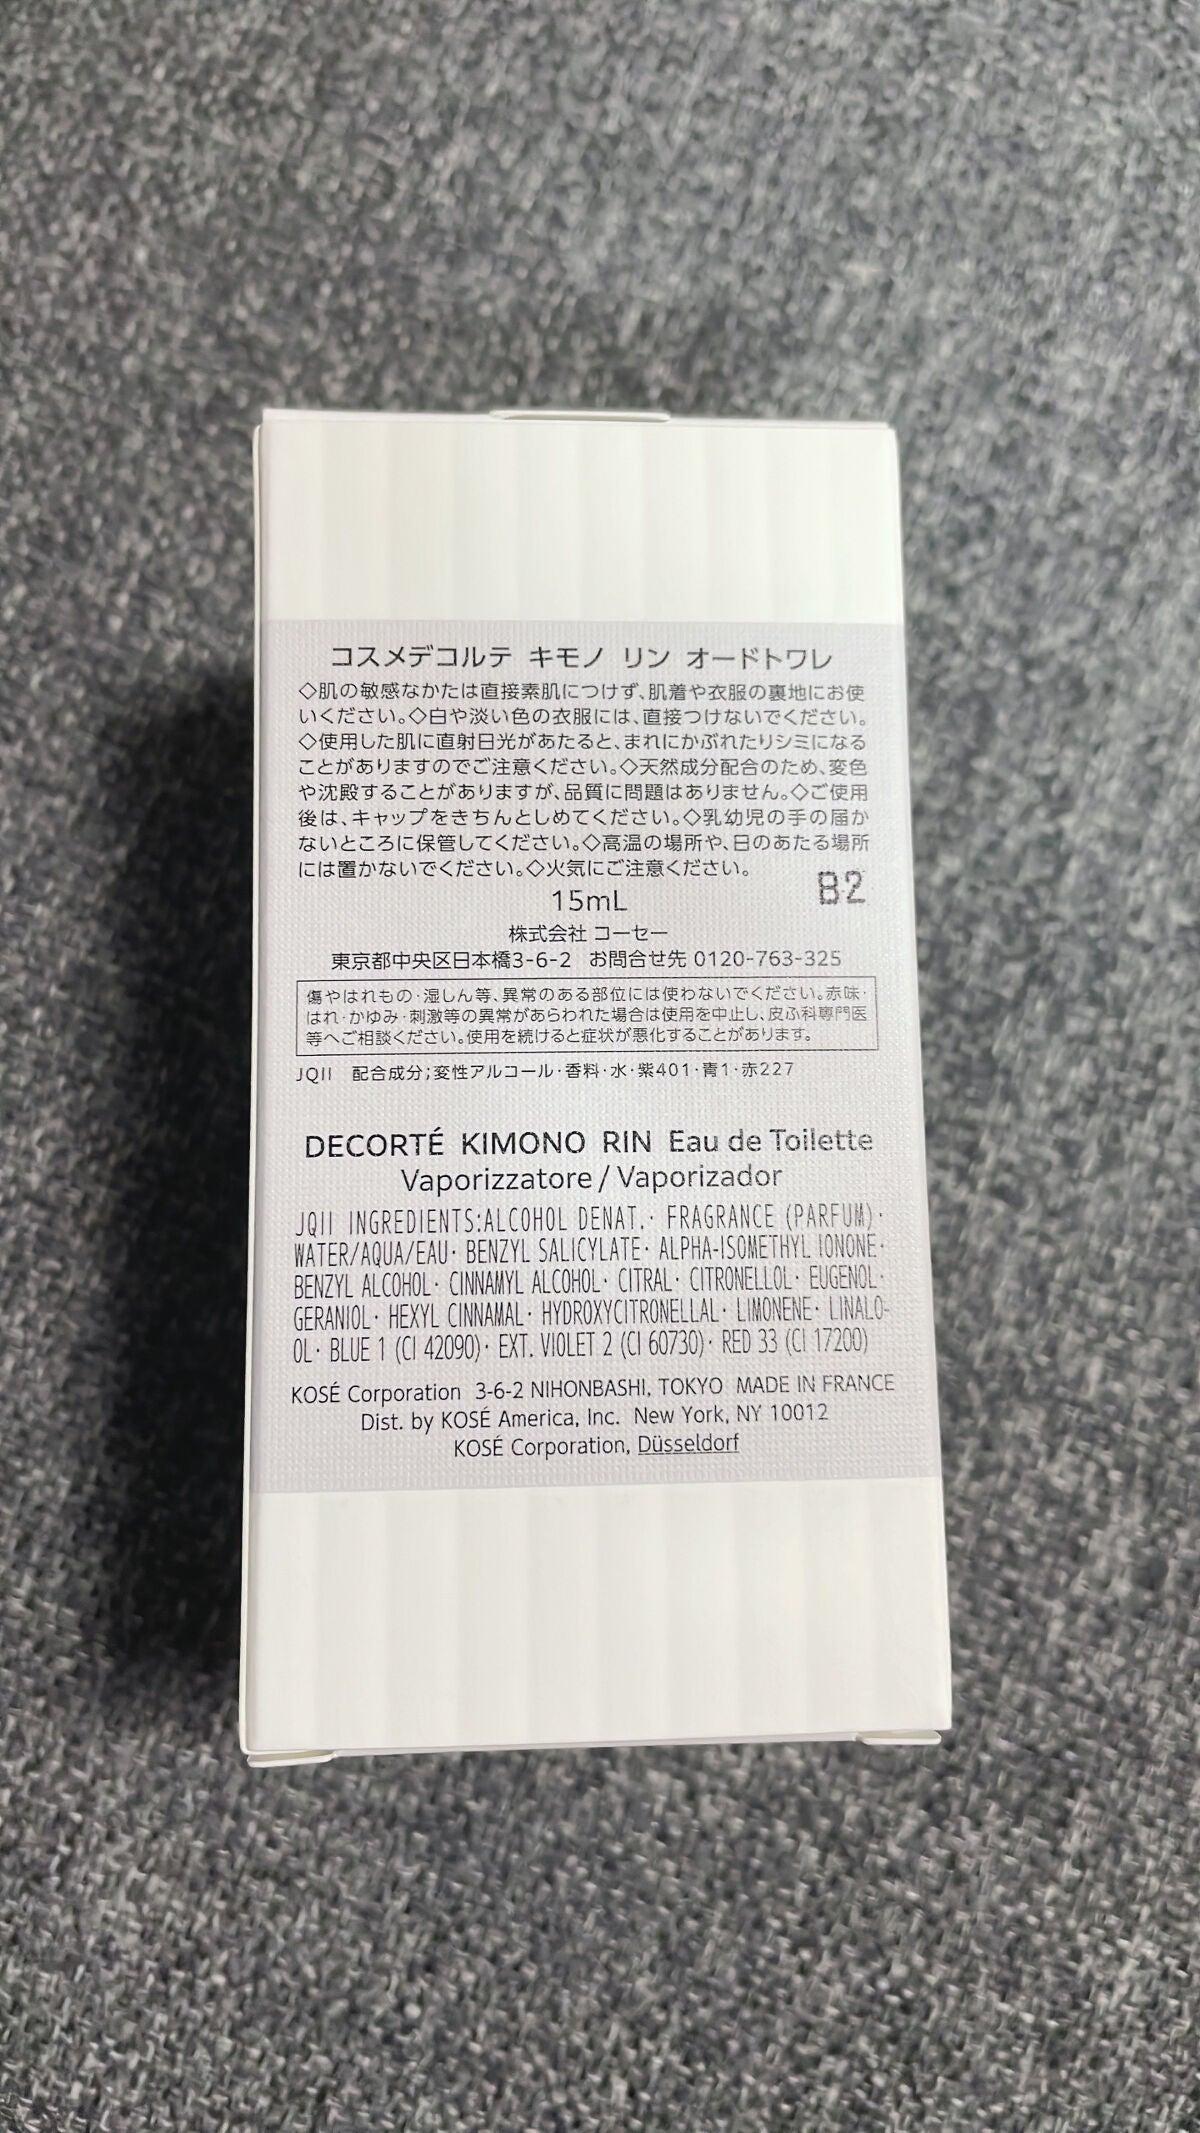 コスメデコルテ キモノ リン オードトワレ
◇肌の敏感なかたは直接素肌につけず、肌着や衣服の裏地にお使
いください。◇白や淡い色の衣服には、直接つけないでください。
◇使用した肌に直射日光があたると、まれにかぶれたりシミになる
ことがありますのでご注意ください。◇天然成分配合のため、変色
や沈殿することがありますが、品質に問題はありません。◇ご使用
後は、キャップをきちんとしめてください。◇乳幼児の手の届か
ないところに保管してください。◇高温の場所や、日のあたる場所
には置かないでください。◇火気にご注意ください。
B2
15mL
株式会社 コーセー
東京都中央区日本橋3-6-2 お問合せ先 0120-763-325
傷やはれもの・湿しん等、異常のある部位には使わないでください。赤味・
はれ・かゆみ・刺激等の異常があらわれた場合は使用を中止し、皮ふ科専門医
等へご相談ください。使用を続けると症状が悪化することがあります。
JQII 配合成分;変性アルコール・香料・水・紫401・青1・赤227
DECORTÉ KIMONO RIN Eau de Toilette
Vaporizzatore / Vaporizador
JQII INGREDIENTS:ALCOHOL DENAT.・ FRAGRANCE (PARFUM)・
WATER/AQUA/EAU・ BENZYL SALICYLATE・ ALPHA-ISOMETHYL IONONE・
BENZYL ALCOHOL・ CINNAMYL ALCOHOL・ CITRAL・ CITRONELLOL・ EUGENOL・
GERANIOL・ HEXYL CINNAMAL・ HYDROXYCITRONELLAL・ LIMONENE・ LINALO-
OL・ BLUE 1 (CI 42090)・ EXT. VIOLET 2 (CI 60730)・ RED 33 (CI 17200)
KOSÉ Corporation 3-6-2 NIHONBASHI, TOKYO MADE IN FRANCE
Dist. by KOSÉ America, Inc. New York, NY 10012
KOSÉ Corporation, Düsseldorf